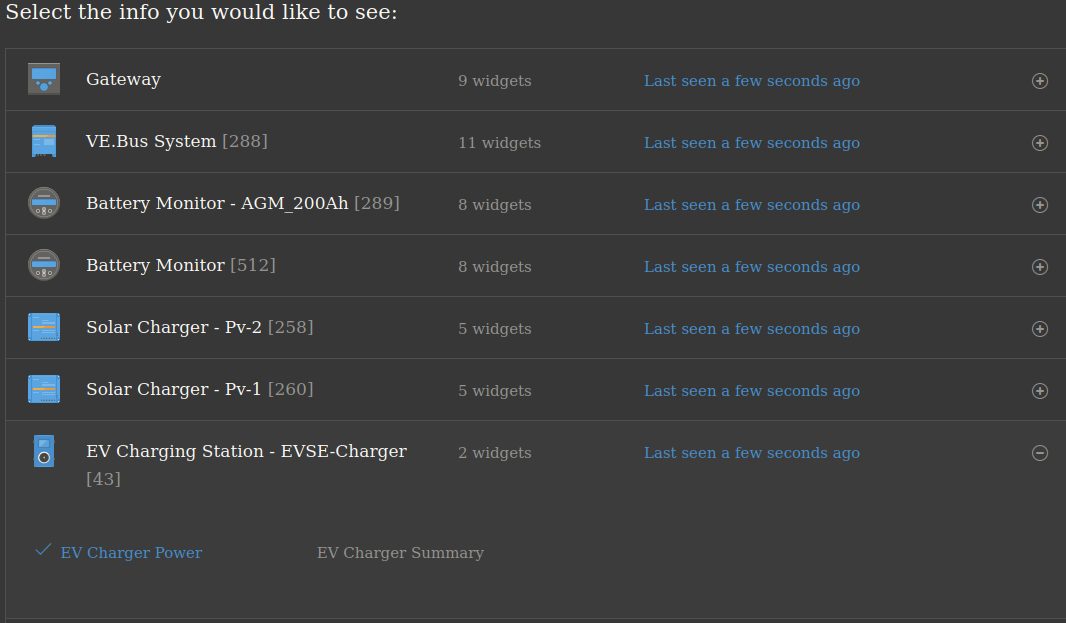 Select the info you would like to see:
Gateway 9 widgets Last seen a few seconds ago
VE.Bus System [288] 11 widgets Last seen a few seconds ago
Battery Monitor - AGM_200Ah [289] 8 widgets Last seen a few seconds ago
Battery Monitor [512] 8 widgets Last seen a few seconds ago
Solar Charger - Pv-2 [258] 5 widgets Last seen a few seconds ago
Solar Charger - Pv-1 [260] 5 widgets Last seen a few seconds ago
EV Charging Station - EVSE-Charger 2 widgets Last seen a few seconds ago
[43]
EV Charger Power EV Charger Summary